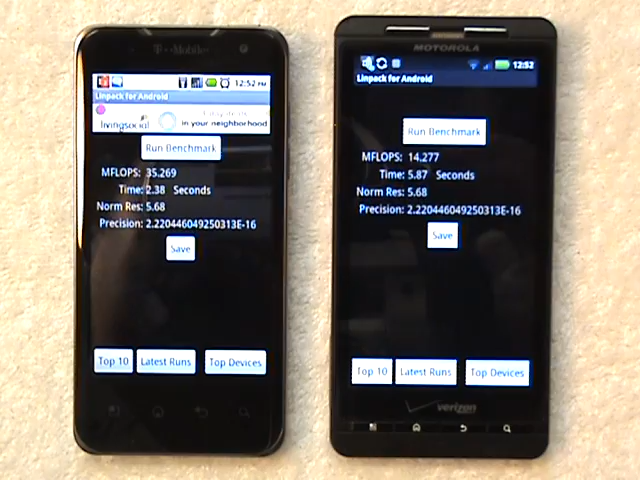 T··Mobile·
12:52 PM
Linpack for Android
livingsocial
in your neighborhood
Run Benchmark
MFLOPS: 35.269
Time: 2.38 Seconds
Norm Res: 5.68
Precision: 2.220446049250313E-16
Save
Top 10
Latest Runs
Top Devices
MOTOROLA
12:52
Linpack for Android
Run Benchmark
MFLOPS: 14.277
Time: 5.87 Seconds
Norm Res: 5.68
Precision: 2.220446049250313E-16
Save
Top 10
Latest Runs
Top Devices
verizon